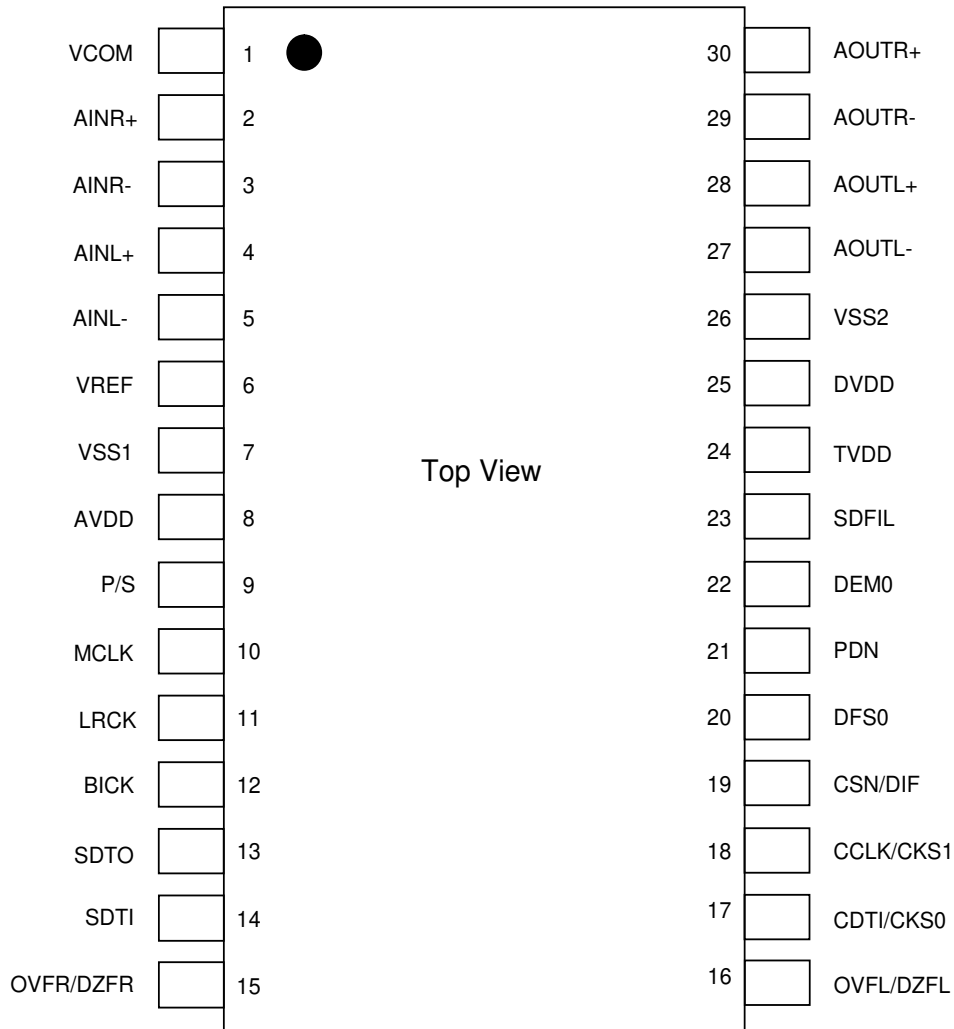 VCOM 1 30 AOUTR+
AINR+ 2 29 AOUTR-
AINR- 3 28 AOUTL+
AINL+ 4 27 AOUTL-
AINL- 5 26 VSS2
VREF 6 25 DVDD
VSS1 7 24 TVDD
Top View
AVDD 8 23 SDFIL
P/S 9 22 DEM0
MCLK 10 21 PDN
LRCK 11 20 DFS0
BICK 12 19 CSN/DIF
SDTO 13 18 CCLK/CKS1
SDTI 14 17 CDTI/CKS0
OVFR/DZFR 15 16 OVFL/DZFL